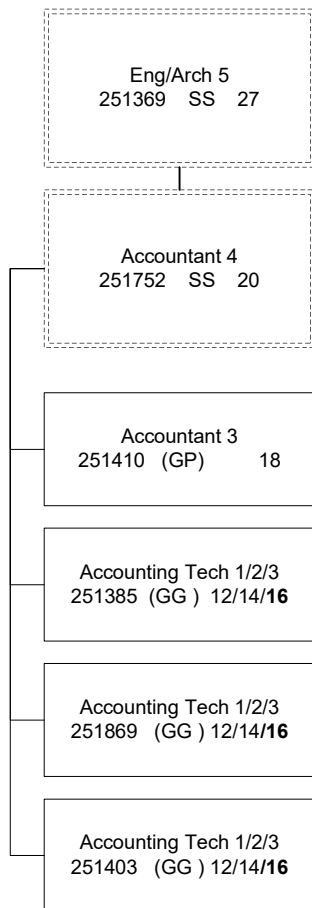 Eng/Arch 5
251369 SS 27
Accountant 4
251752 SS 20
Accountant 3
251410 (GP) 18
Accounting Tech 1/2/3
251385 (GG ) 12/14/16
Accounting Tech 1/2/3
251869 (GG ) 12/14/16
Accounting Tech 1/2/3
251403 (GG ) 12/14/16